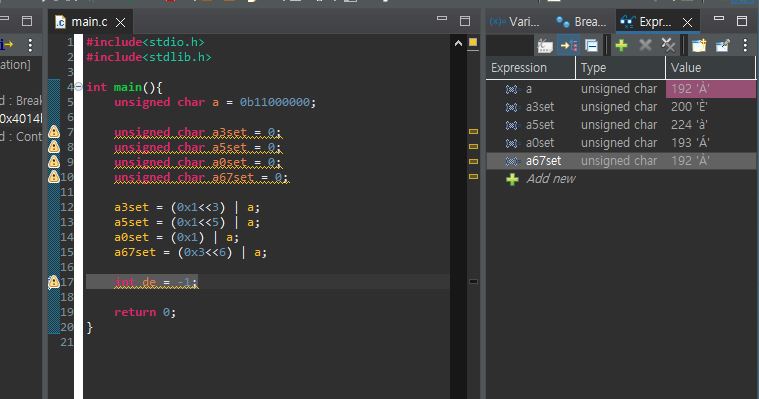 main.c
Vari...
Brea...
Expr...
ation]
d : Break
0x4014
d : Cont
1 #include<stdio.h>
2 #include<stdlib.h>
3
4 int main(){
5 unsigned char a = 0b11000000;
6
7 unsigned char a3set = 0;
8 unsigned char a5set = 0;
9 unsigned char a0set = 0;
10 unsigned char a67set = 0;
11
12 a3set = (0x1<<3) | a;
13 a5set = (0x1<<5) | a;
14 a0set = (0x1) | a;
15 a67set = (0x3<<6) | a;
16
17 int de = -1;
18
19 return 0;
20 }
21
Expression Type Value
a unsigned char 192 'À'
a3set unsigned char 200 'È'
a5set unsigned char 224 'à'
a0set unsigned char 193 'Á'
a67set unsigned char 192 'À'
Add new